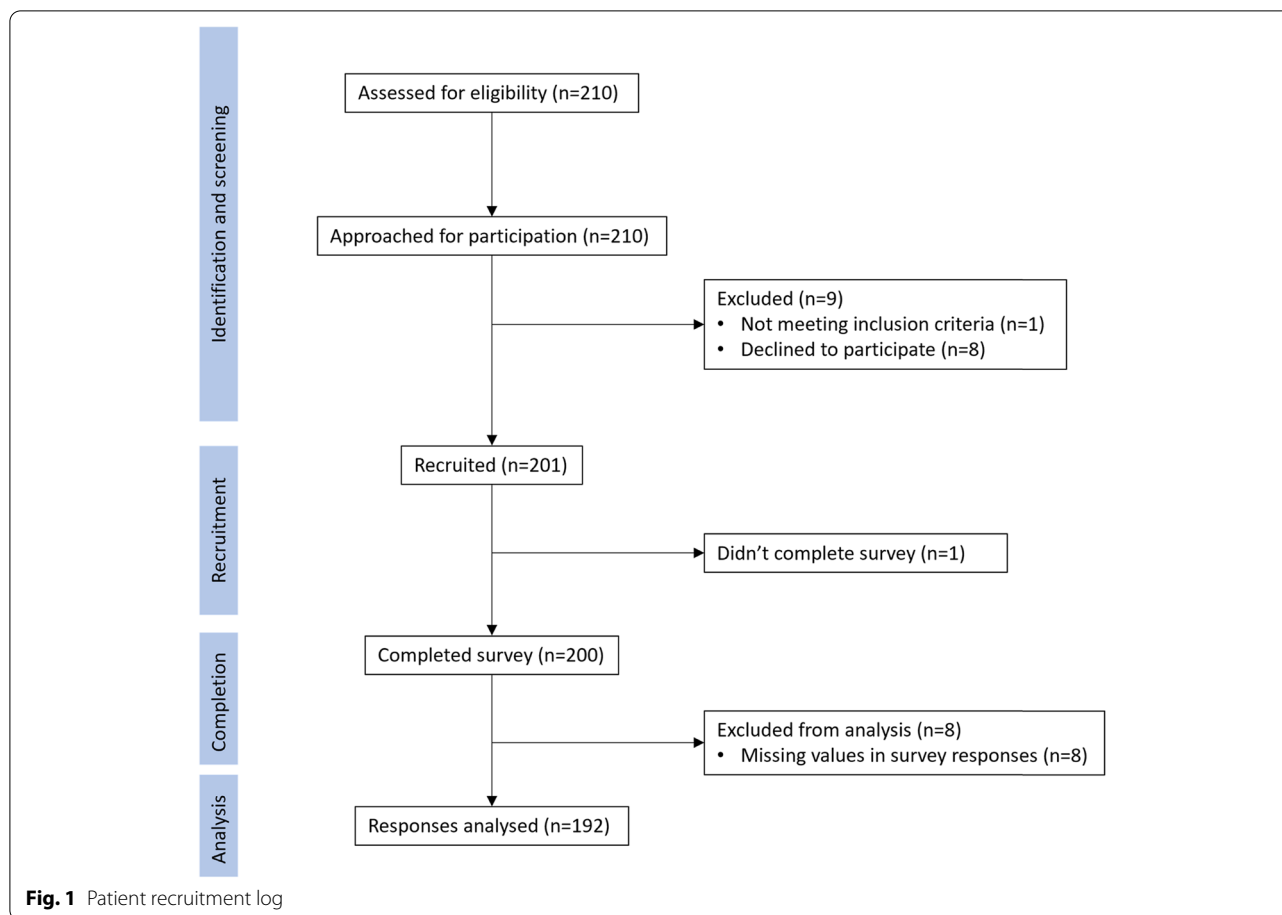 Identification and screening
Assessed for eligibility (n=210)
Approached for participation (n=210)
Excluded (n=9)
• Not meeting inclusion criteria (n=1)
• Declined to participate (n=8)
Recruitment
Recruited (n=201)
Didn’t complete survey (n=1)
Completion
Completed survey (n=200)
Excluded from analysis (n=8)
• Missing values in survey responses (n=8)
Analysis
Responses analysed (n=192)
Fig. 1 Patient recruitment log